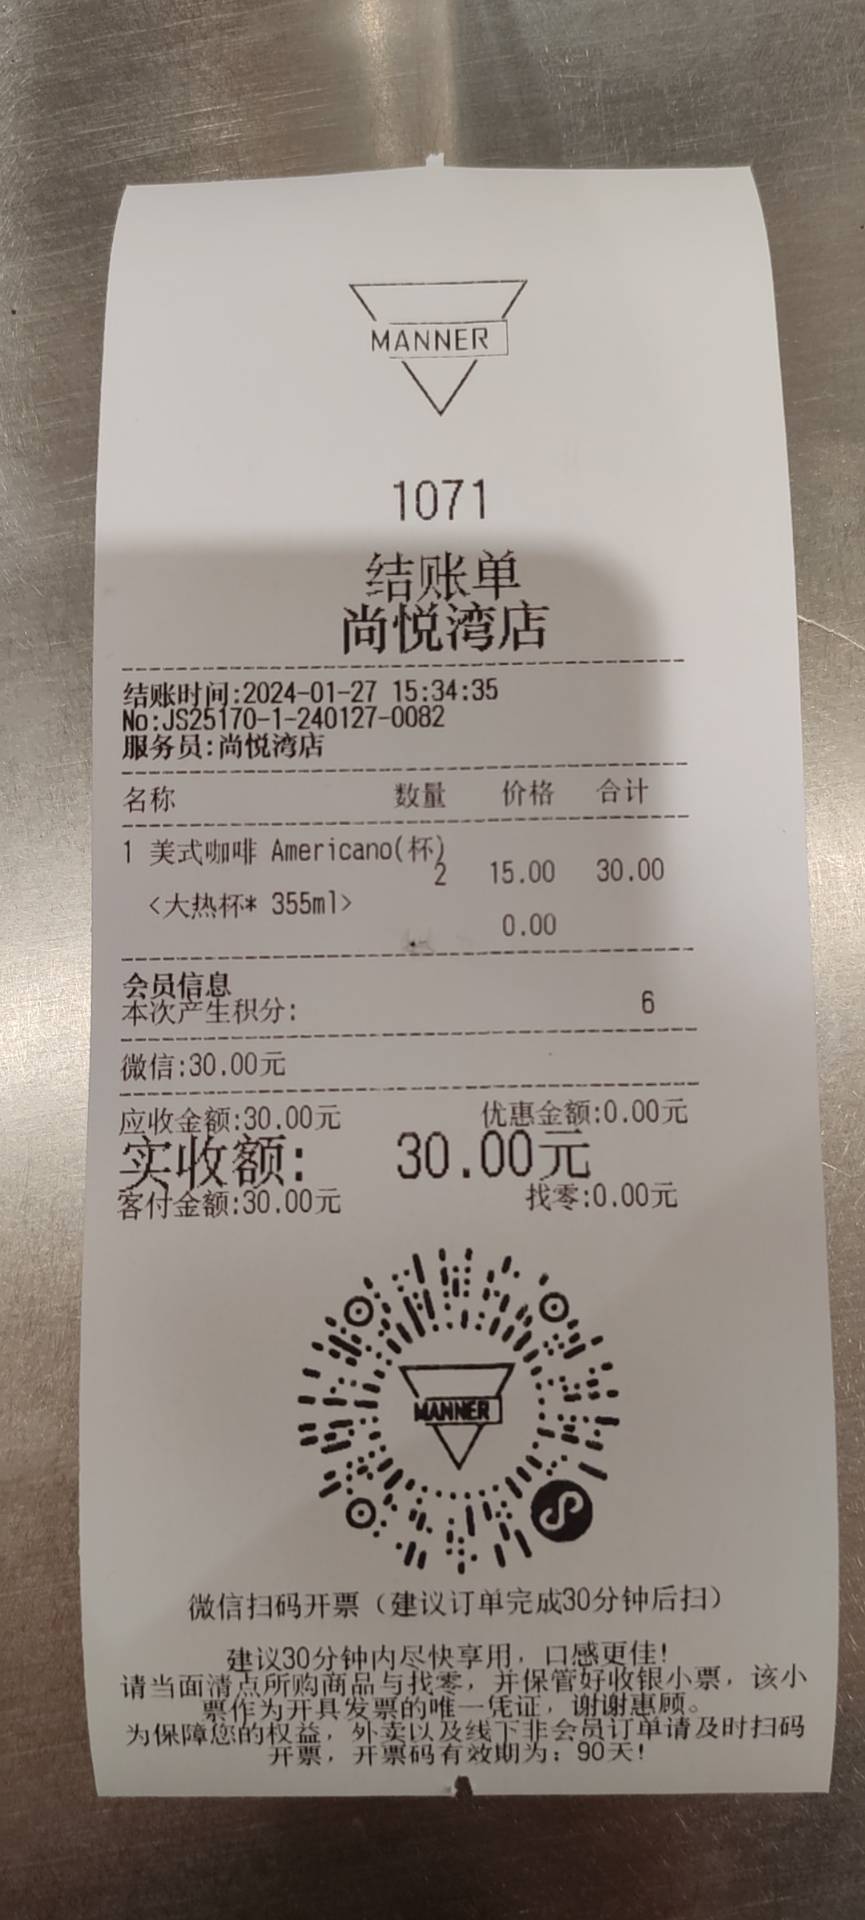 MANNER
1071
结账单
尚悦湾店
结账时间:2024-01-27 15:34:35
No:JS25170-1-240127-0082
服务员:尚悦湾店
名称 数量 价格 合计
1 美式咖啡 Americano(杯)
2 15.00 30.00
<大热杯* 355ml>
0.00
会员信息
本次产生积分: 6
微信:30.00元
应收金额:30.00元 优惠金额:0.00元
实收额: 30.00元
客付金额:30.00元 找零:0.00元
MANNER
微信扫码开票（建议订单完成30分钟后扫）
建议30分钟内尽快享用，口感更佳!
请当面清点所购商品与找零，并保管好收银小票，该小
票作为开具发票的唯一凭证，谢谢惠顾。
为保障您的权益，外卖以及线下非会员订单请及时扫码
开票，开票码有效期为：90天!